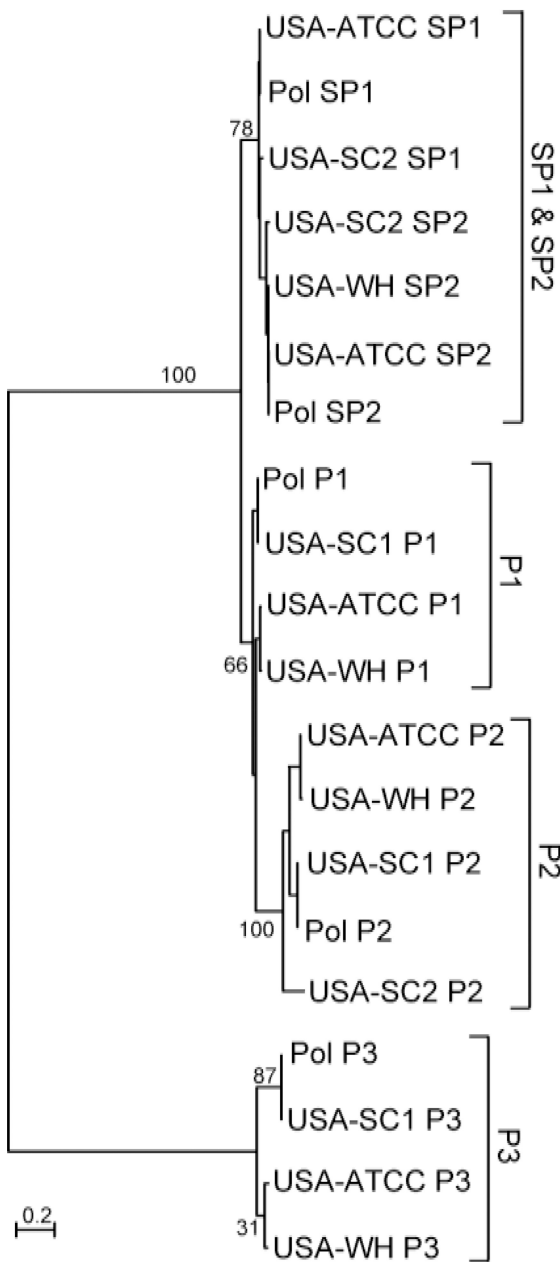 USA-ATCC SP1
Pol SP1
78
USA-SC2 SP1
USA-SC2 SP2
USA-WH SP2
USA-ATCC SP2
Pol SP2
SP1 & SP2
100
Pol P1
USA-SC1 P1
USA-ATCC P1
USA-WH P1
P1
66
USA-ATCC P2
USA-WH P2
USA-SC1 P2
Pol P2
USA-SC2 P2
P2
100
Pol P3
87
USA-SC1 P3
USA-ATCC P3
USA-WH P3
P3
31
0.2